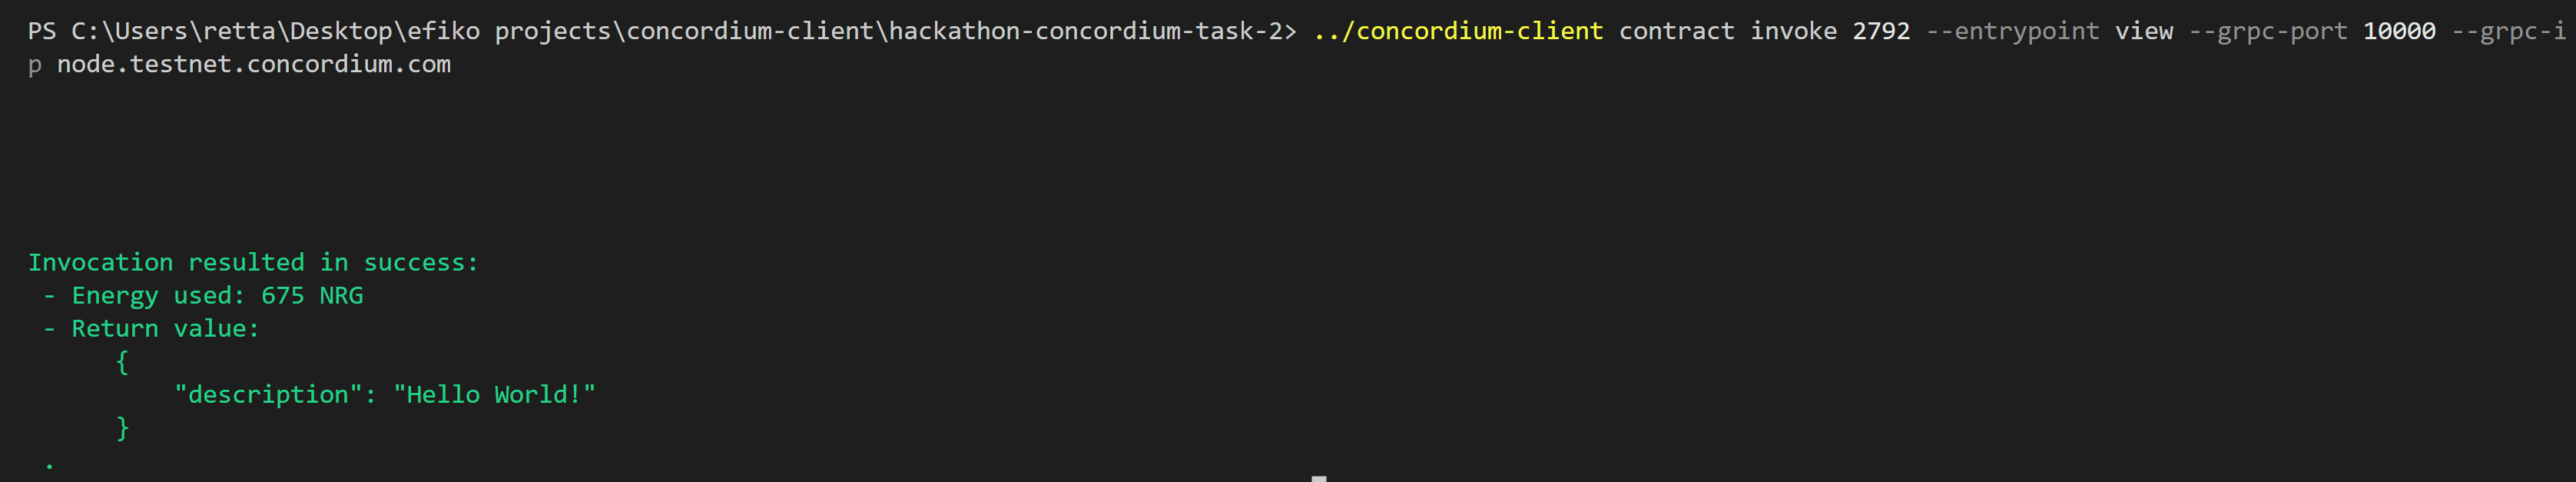 PS C:\Users\retta\Desktop\efiko projects\concordium-client\hackathon-concordium-task-2> ../concordium-client contract invoke 2792 --entrypoint view --grpc-port 10000 --grpc-i
p node.testnet.concordium.com
Invocation resulted in success:
- Energy used: 675 NRG
- Return value:
{
"description": "Hello World!"
}
.